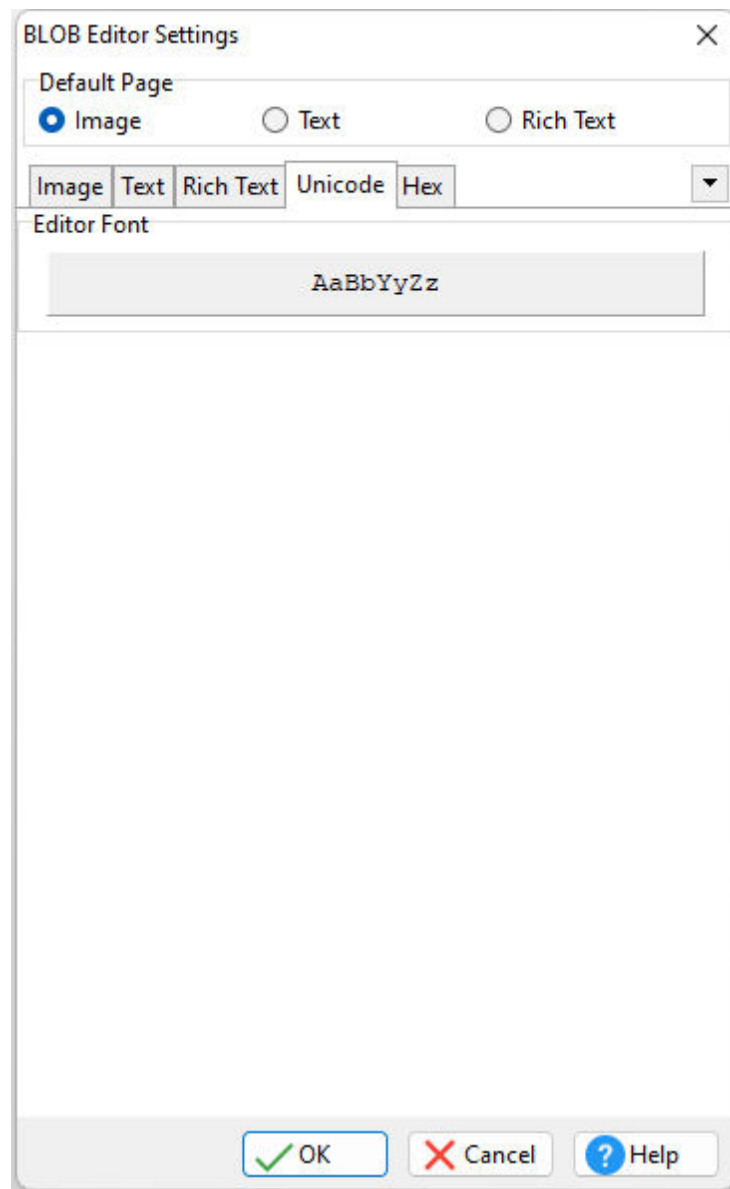 BLOB Editor Settings
Default Page
Image Text Rich Text
Image Text Rich Text Unicode Hex
Editor Font
AaBbYyZz
OK Cancel ? Help